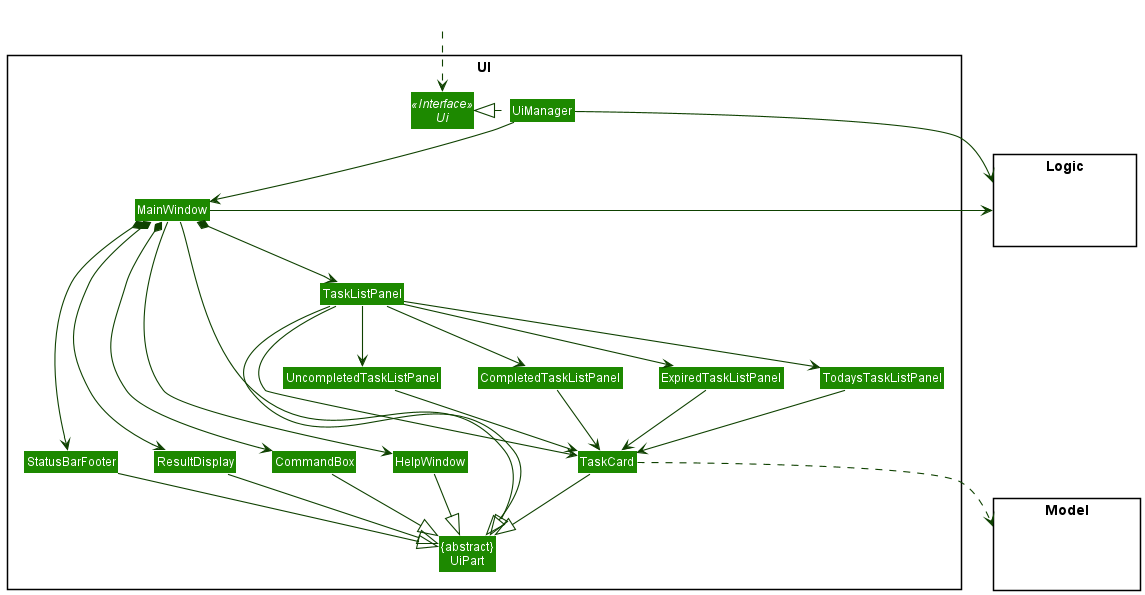 UI
«Interface»
Ui
UiManager
Logic
MainWindow
TaskListPanel
UncompletedTaskListPanel
CompletedTaskListPanel
ExpiredTaskListPanel
TodaysTaskListPanel
StatusBarFooter
ResultDisplay
CommandBox
HelpWindow
TaskCard
Model
{abstract}
UiPart